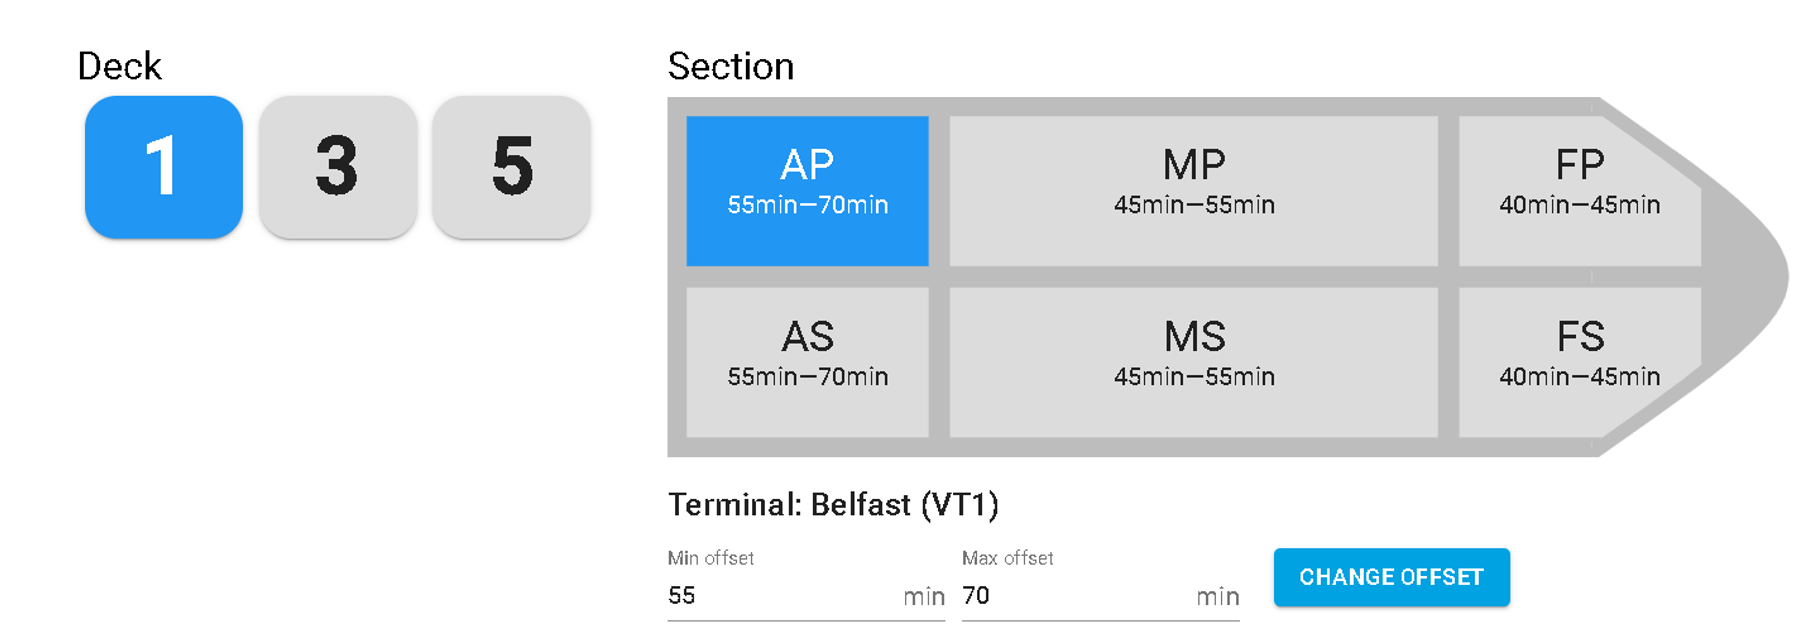 Deck
1 3 5
Section
AP MP FP
55min—70min 45min—55min 40min—45min
AS MS FS
55min—70min 45min—55min 40min—45min
Terminal: Belfast (VT1)
Min offset Max offset
55 min 70 min
CHANGE OFFSET